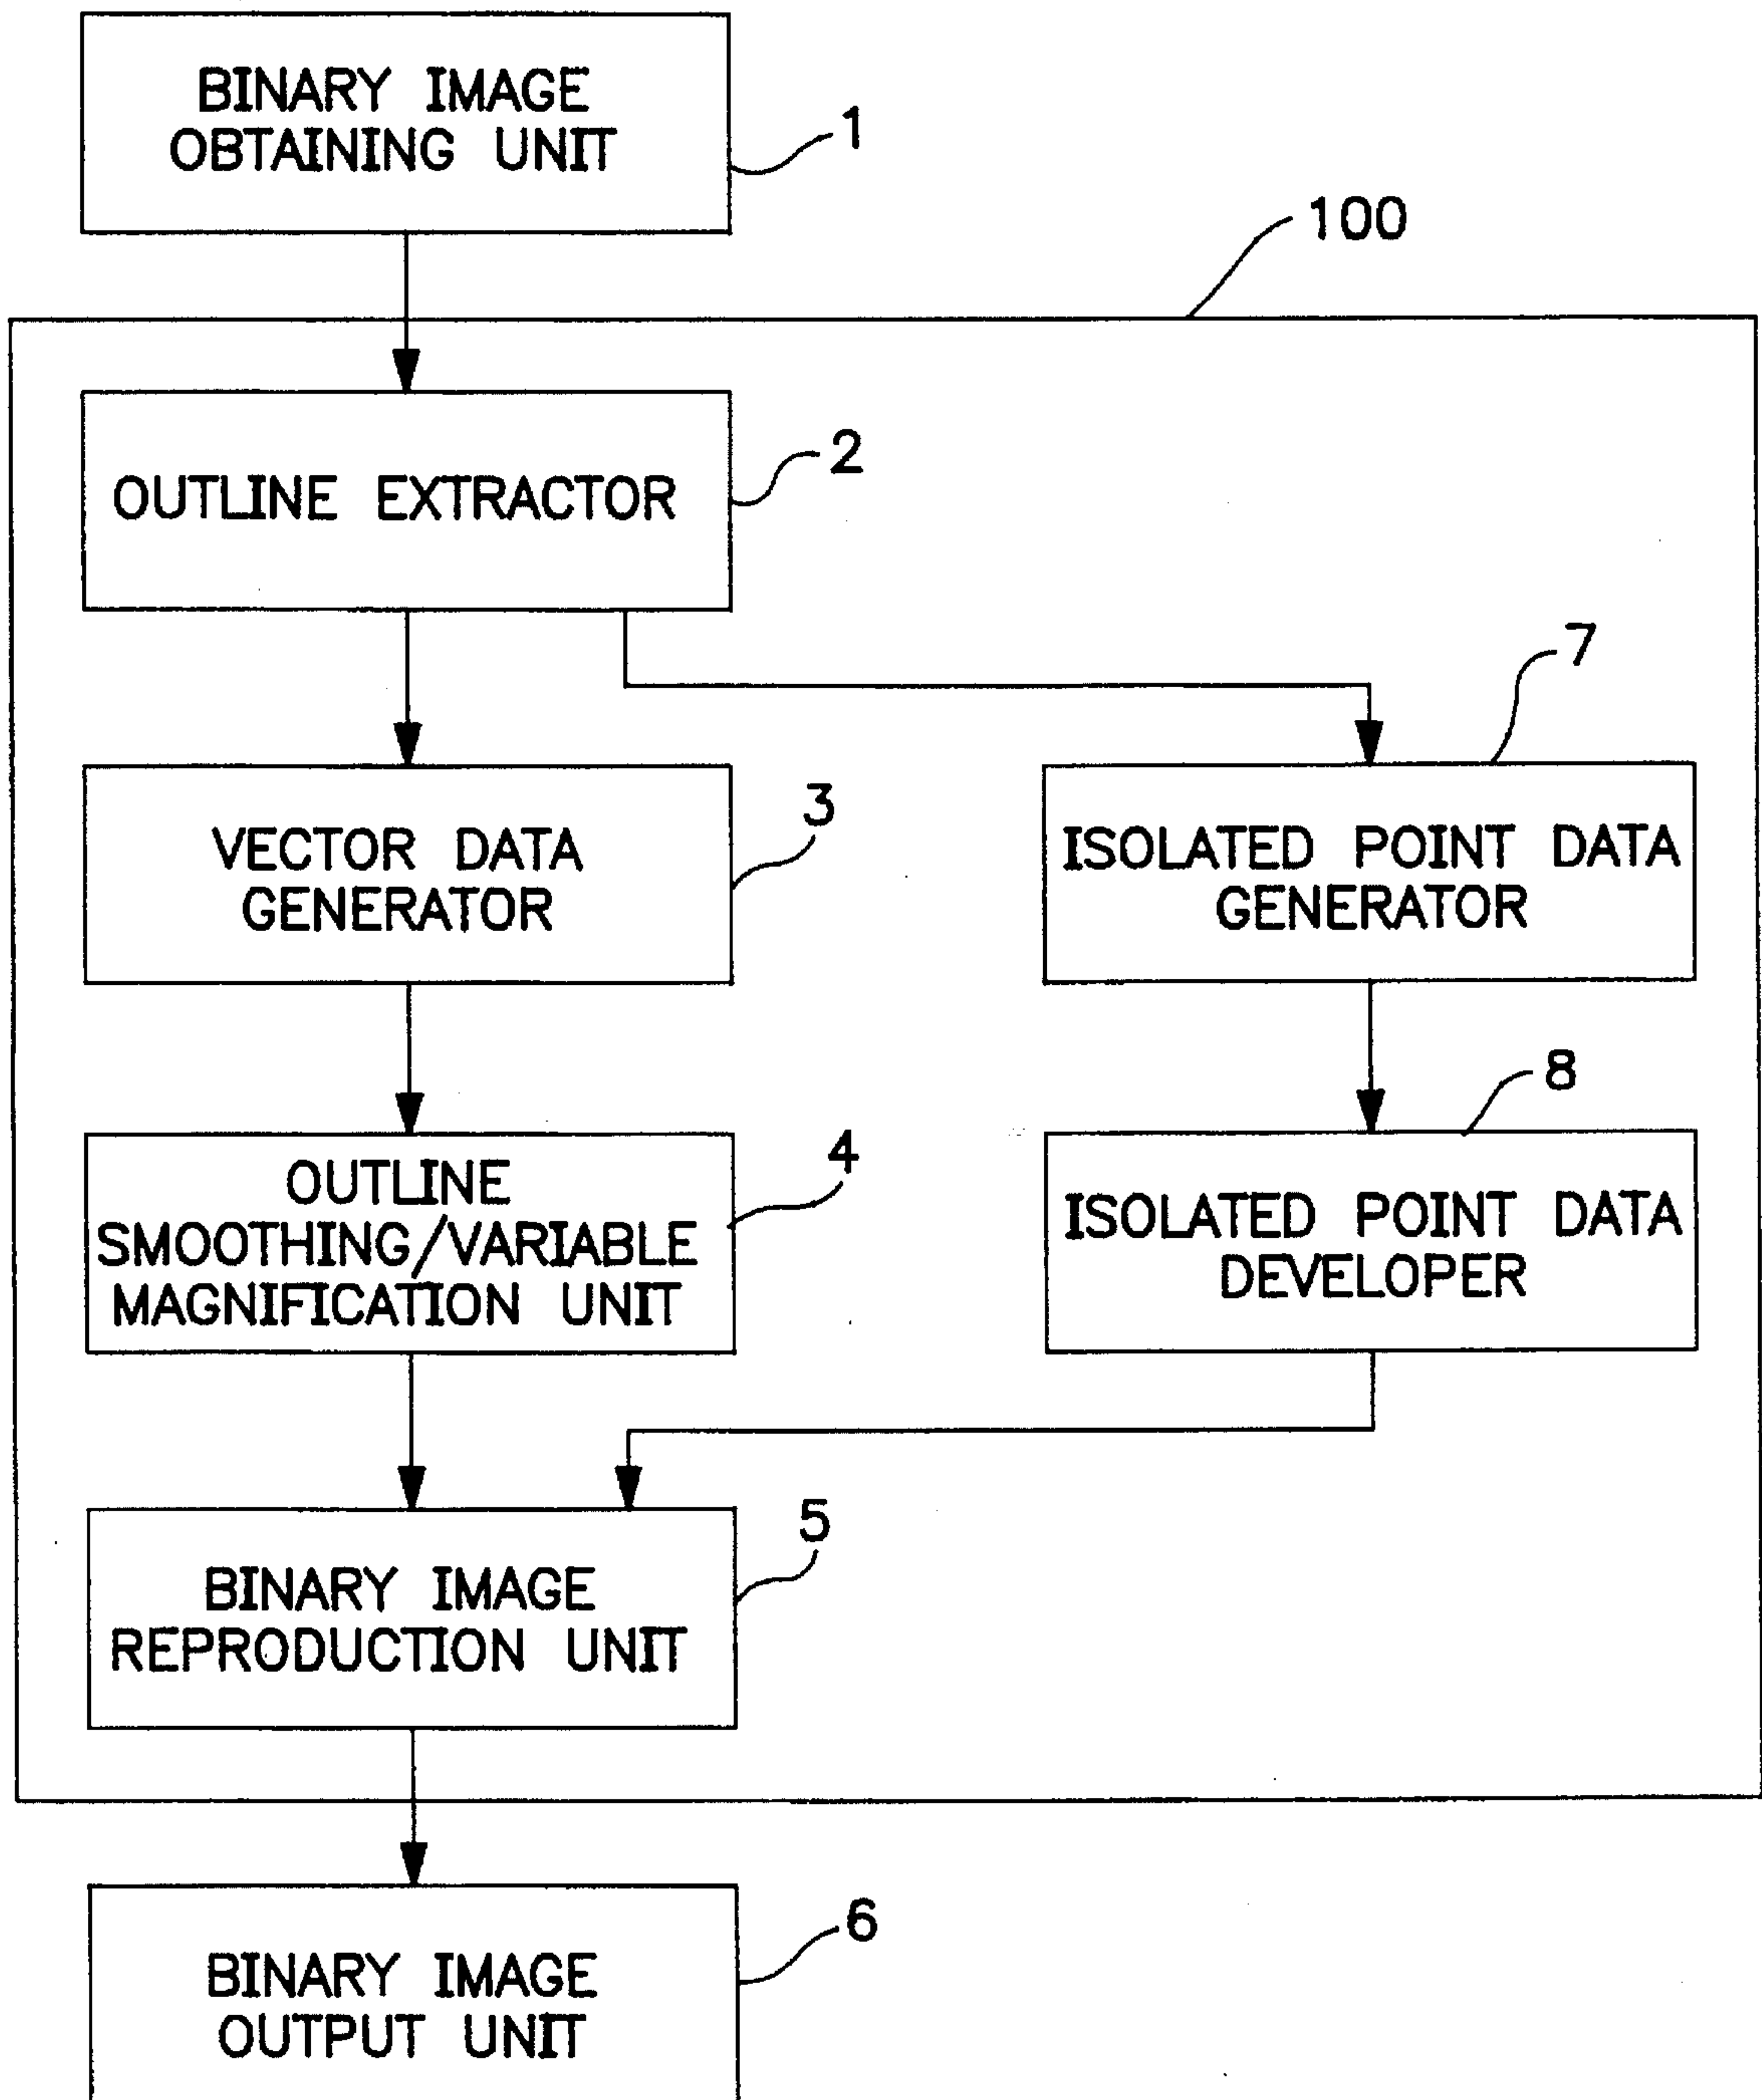 BINARY IMAGE
OBTAINING UNIT
1
100
OUTLINE EXTRACTOR
2
7
VECTOR DATA
GENERATOR
3
ISOLATED POINT DATA
GENERATOR
8
OUTLINE
SMOOTHING/VARIABLE
MAGNIFICATION UNIT
4
ISOLATED POINT DATA
DEVELOPER
5
BINARY IMAGE
REPRODUCTION UNIT
6
BINARY IMAGE
OUTPUT UNIT